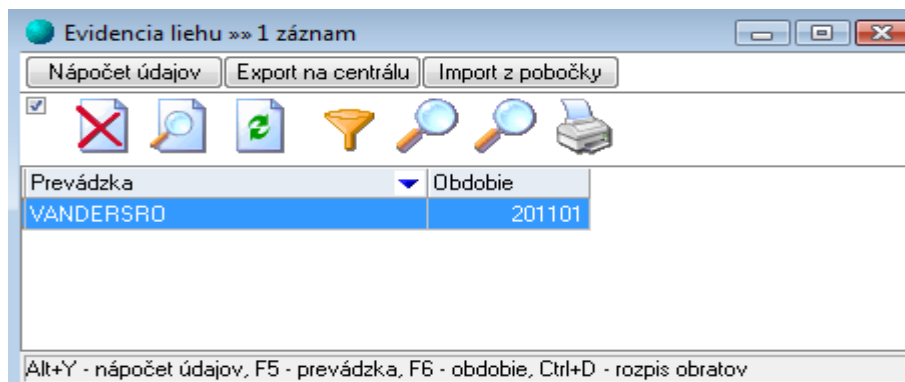 Evidencia liehu »» 1 záznam
Nápočet údajov Export na centrálu Import z pobočky
Prevádzka Obdobie
VANDERSRO 201101
Alt+Y - nápočet údajov, F5 - prevádzka, F6 - obdobie, Ctrl+D - rozpis obratov